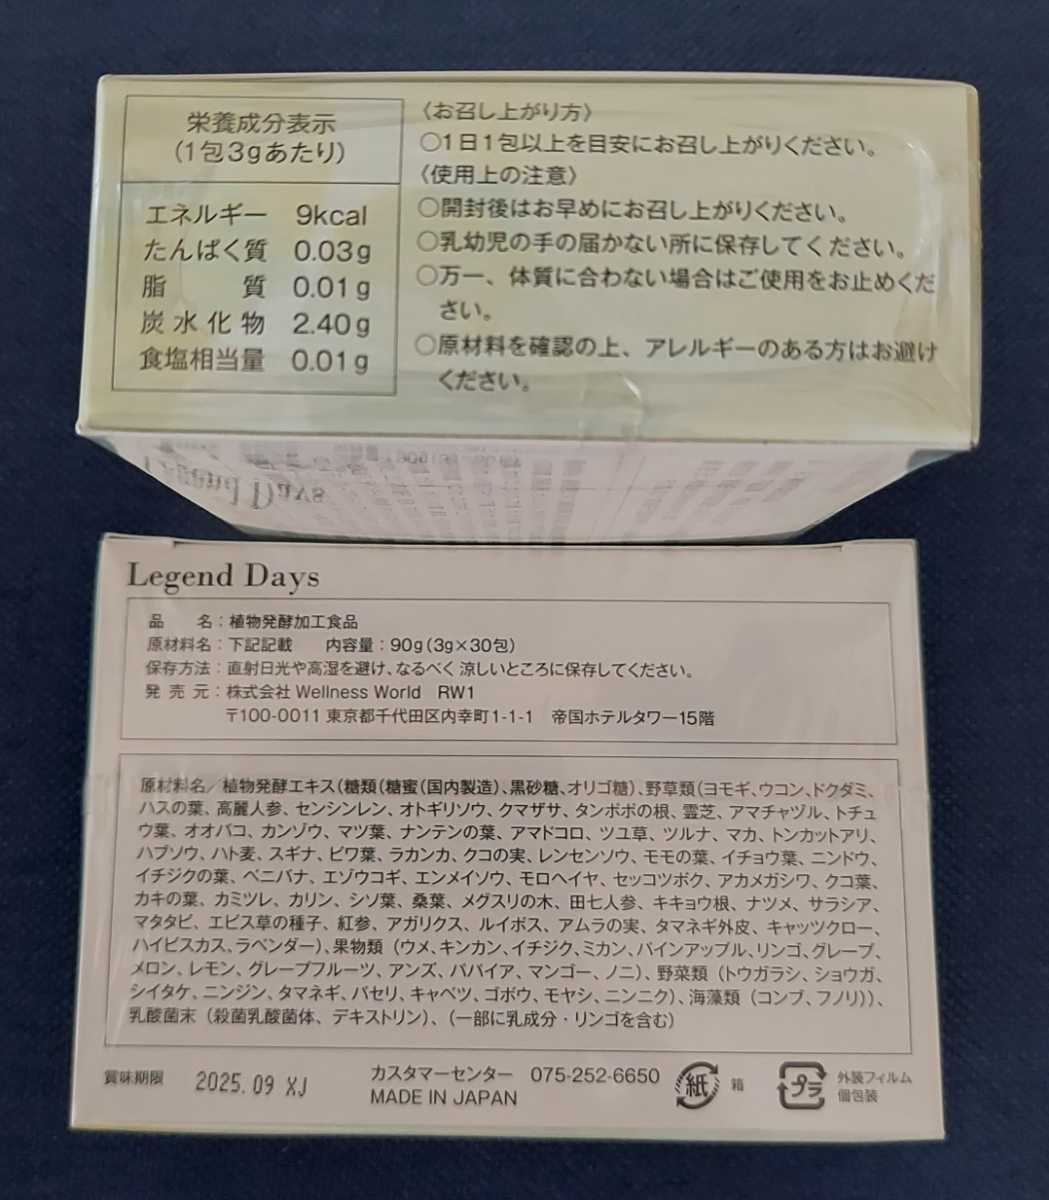 栄養成分表示
(1包3gあたり)
エネルギー 9kcal
たんぱく質 0.03g
脂 質 0.01g
炭水化物 2.40g
食塩相当量 0.01g
〈お召し上がり方〉
○1日1包以上を目安にお召し上がりください。
〈使用上の注意〉
○開封後はお早めにお召し上がりください。
○乳幼児の手の届かない所に保存してください。
○万一、体質に合わない場合はご使用をお止めくだ
さい。
○原材料を確認の上、アレルギーのある方はお避け
ください。
Legend Days
Legend Days
品 名：植物発酵加工食品
原材料名：下記記載 内容量：90g(3g×30包)
保存方法：直射日光や高湿を避け、なるべく涼しいところに保存してください。
発売元：株式会社 Wellness World RW1
〒100-0011 東京都千代田区内幸町1-1-1 帝国ホテルタワー15階
原材料名／植物発酵エキス(糖類(糖蜜(国内製造)、黒砂糖、オリゴ糖)、野草類(ヨモギ、ウコン、ドクダミ、
ハスの葉、高麗人参、センシンレン、オトギリソウ、クマザサ、タンポポの根、霊芝、アマチャヅル、トチュ
ウ葉、オオバコ、カンゾウ、マツ葉、ナンテンの葉、アマドコロ、ツユ草、ツルナ、マカ、トンカットアリ、
ハブソウ、ハト麦、スギナ、ビワ葉、ラカンカ、クコの実、レンセンソウ、モモの葉、イチョウ葉、ニンドウ、
イチジクの葉、ベニバナ、エゾウコギ、エンメイソウ、モロヘイヤ、セッコツボク、アカメガシワ、クコ葉、
カキの葉、カミツレ、カリン、シソ葉、桑葉、メグスリの木、田七人参、キキョウ根、ナツメ、サラシア、
マタタビ、エビス草の種子、紅参、アガリクス、ルイボス、アムラの実、タマネギ外皮、キャッツクロー、
ハイビスカス、ラベンダー)、果物類(ウメ、キンカン、イチジク、ミカン、パインアップル、リンゴ、グレープ、
メロン、レモン、グレープフルーツ、アンズ、パパイア、マンゴー、ノニ)、野菜類(トウガラシ、ショウガ、
シイタケ、ニンジン、タマネギ、パセリ、キャベツ、ゴボウ、モヤシ、ニンニク)、海藻類(コンブ、フノリ))、
乳酸菌末(殺菌乳酸菌体、デキストリン)、(一部に乳成分・リンゴを含む)
賞味期限 2025.09 XJ
カスタマーセンター 075-252-6650
MADE IN JAPAN
紙 箱
プラ 外装フィルム
個包装